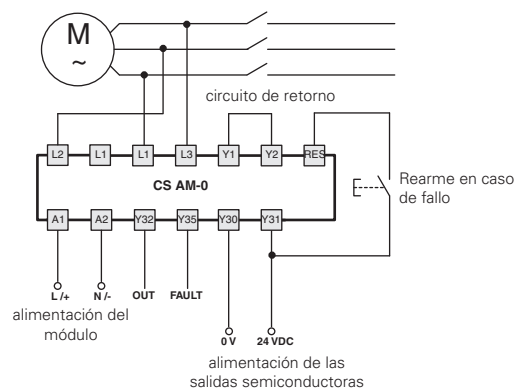 M
~
circuito de retorno
L2 L1 L1 L3 Y1 Y2 RES
CS AM-0
Rearme en caso
de fallo
A1 A2 Y32 Y35 Y30 Y31
L /+ N /- OUT FAULT
alimentación del
módulo
0 V 24 VDC
alimentación de las
salidas semiconductoras